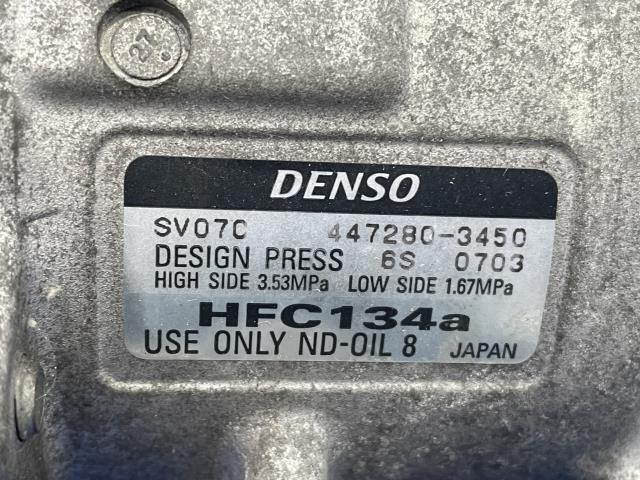 27
DENSO
SV07C 447280-3450
DESIGN PRESS 6S 0703
HIGH SIDE 3.53MPa LOW SIDE 1.67MPa
HFC134a
USE ONLY ND-OIL 8 JAPAN